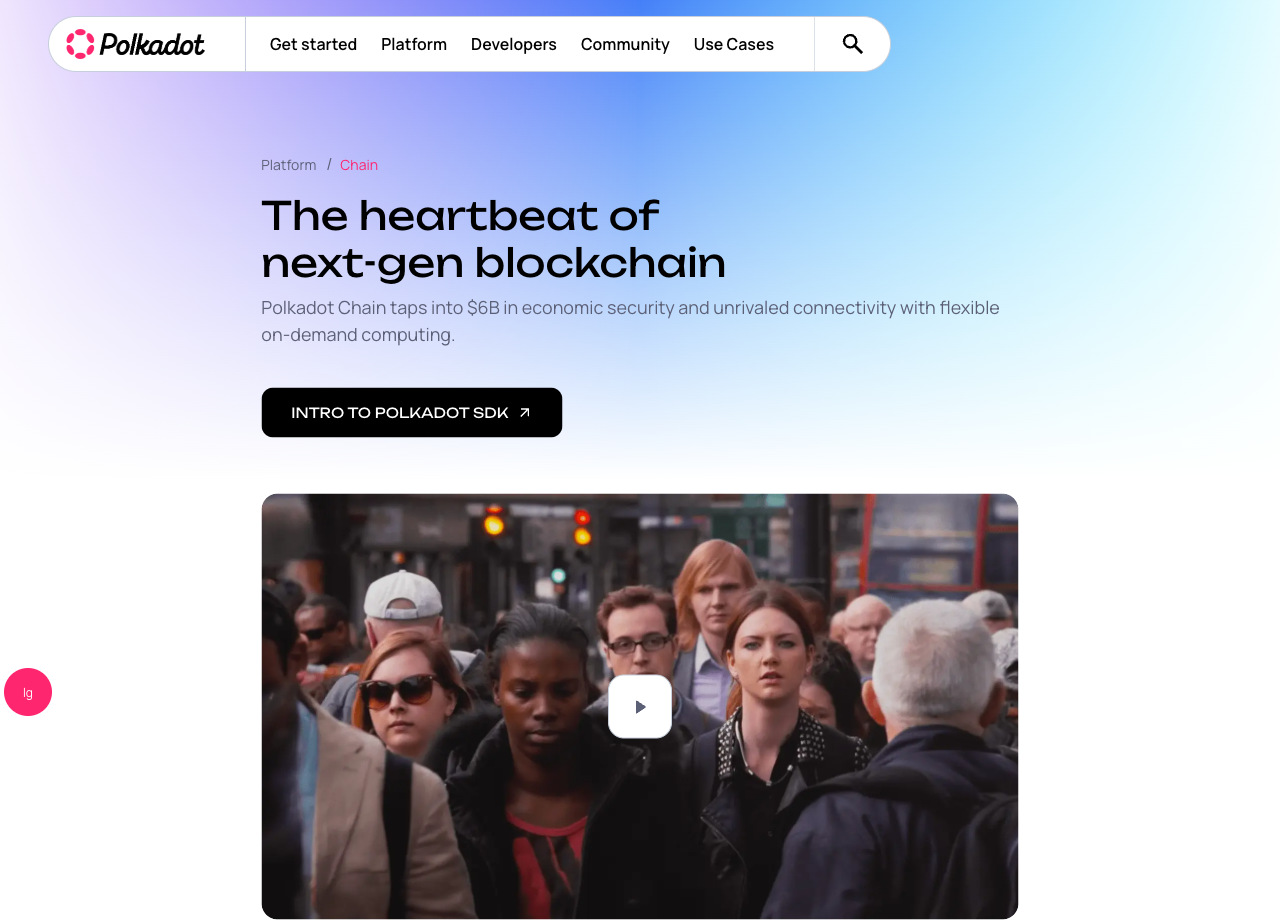 Polkadot
Get started
Platform
Developers
Community
Use Cases
Platform / Chain
The heartbeat of
next-gen blockchain
Polkadot Chain taps into $6B in economic security and unrivaled connectivity with flexible
on-demand computing.
INTRO TO POLKADOT SDK
lg